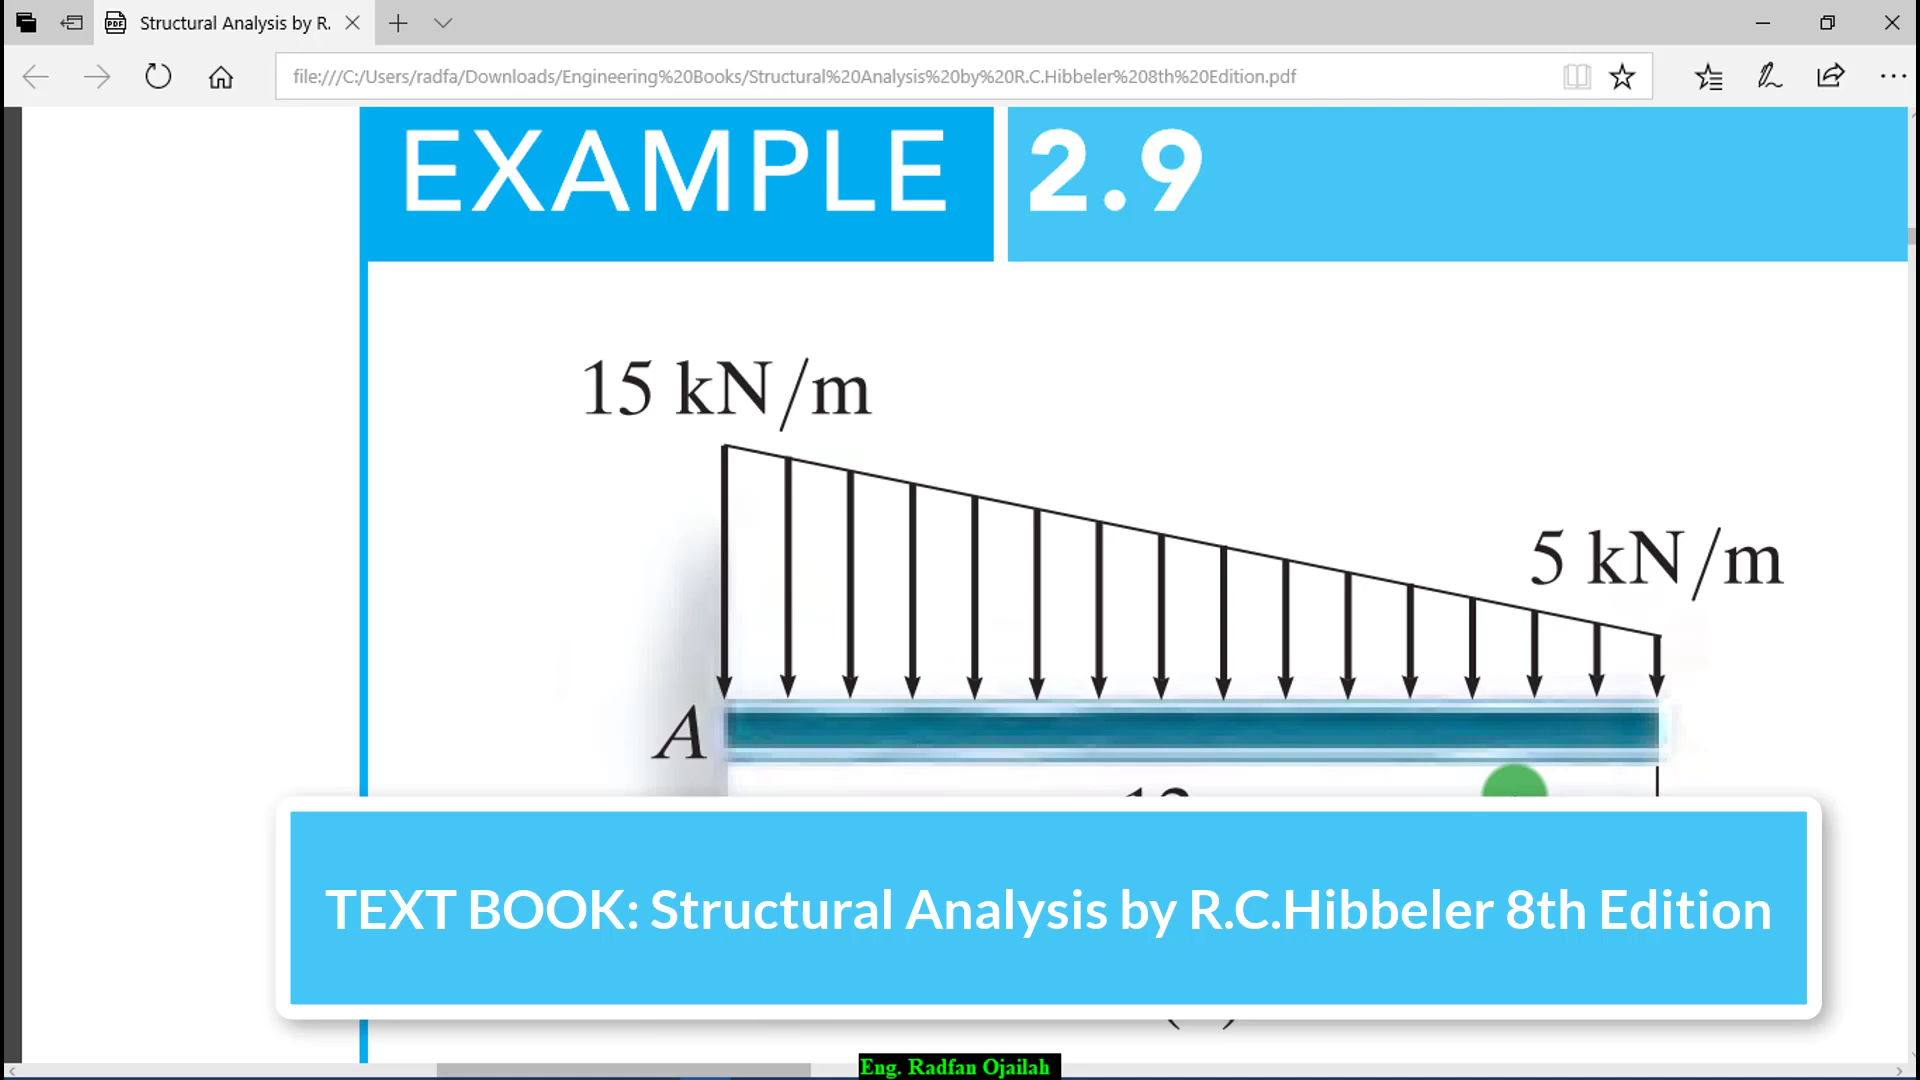 Structural Analysis by R.
file:///C:/Users/radfa/Downloads/Engineering%20Books/Structural%20Analysis%20by%20R.C.Hibbeler%208th%20Edition.pdf
EXAMPLE 2.9
15 kN/m
5 kN/m
A
TEXT BOOK: Structural Analysis by R.C.Hibbeler 8th Edition
Eng. Radfan Ojailah